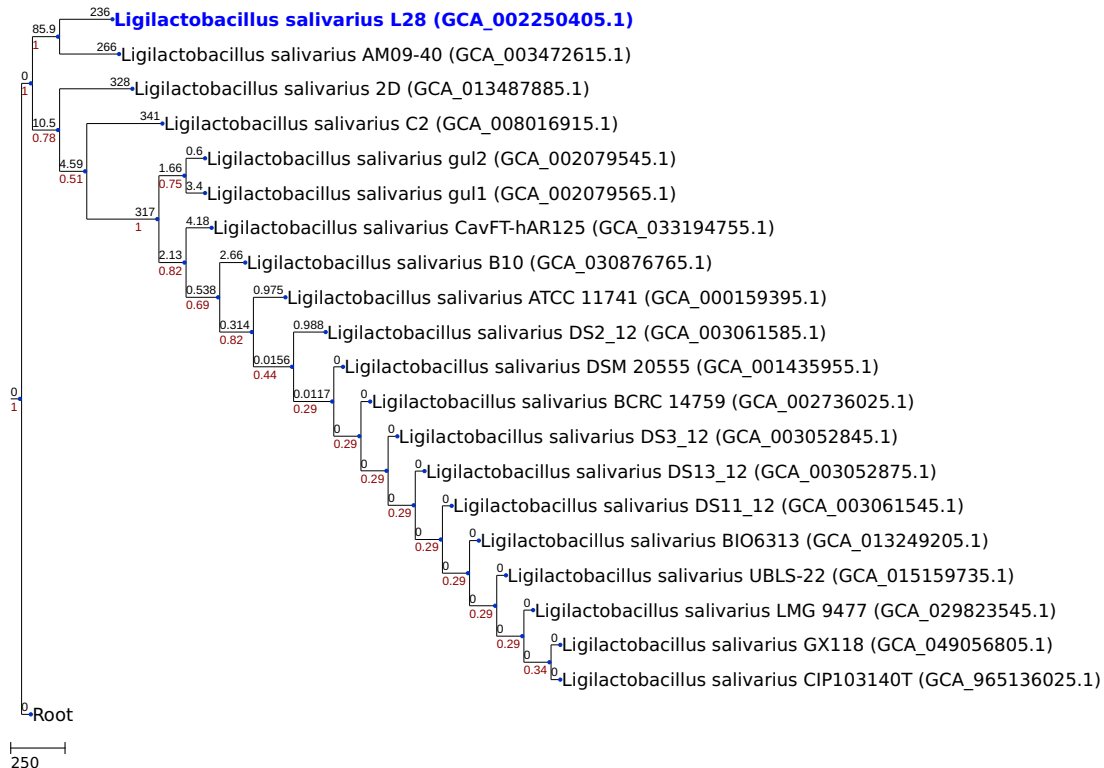 236
Ligilactobacillus salivarius L28 (GCA_002250405.1)
85.9
1
266
Ligilactobacillus salivarius AM09-40 (GCA_003472615.1)
0
1
328
Ligilactobacillus salivarius 2D (GCA_013487885.1)
10.5
0.78
341
Ligilactobacillus salivarius C2 (GCA_008016915.1)
4.59
0.51
0.6
Ligilactobacillus salivarius gul2 (GCA_002079545.1)
1.66
0.75
3.4
Ligilactobacillus salivarius gul1 (GCA_002079565.1)
317
1
4.18
Ligilactobacillus salivarius CavFT-hAR125 (GCA_033194755.1)
2.13
0.82
2.66
Ligilactobacillus salivarius B10 (GCA_030876765.1)
0.538
0.69
0.975
Ligilactobacillus salivarius ATCC 11741 (GCA_000159395.1)
0.314
0.82
0.988
Ligilactobacillus salivarius DS2_12 (GCA_003061585.1)
0.0156
0.44
0
Ligilactobacillus salivarius DSM 20555 (GCA_001435955.1)
0.0117
0.29
0
Ligilactobacillus salivarius BCRC 14759 (GCA_002736025.1)
0
1
0
0.29
0
Ligilactobacillus salivarius DS3_12 (GCA_003052845.1)
0
0.29
0
Ligilactobacillus salivarius DS13_12 (GCA_003052875.1)
0
0.29
0
Ligilactobacillus salivarius DS11_12 (GCA_003061545.1)
0
0.29
0
Ligilactobacillus salivarius BIO6313 (GCA_013249205.1)
0
0.29
0
Ligilactobacillus salivarius UBLS-22 (GCA_015159735.1)
0
0.29
0
Ligilactobacillus salivarius LMG 9477 (GCA_029823545.1)
0
0.29
0
Ligilactobacillus salivarius GX118 (GCA_049056805.1)
0
0.34
0
Ligilactobacillus salivarius CIP103140T (GCA_965136025.1)
0
Root
250